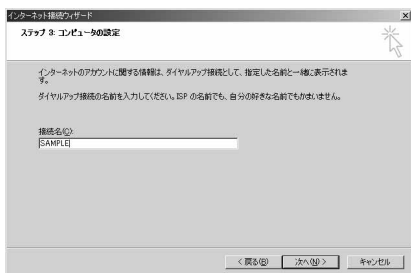 インターネット接続ウィザード
ステップ 3: コンピュータの設定
インターネットのアカウントに関する情報は、ダイヤルアップ接続として、指定した名前と一緒に表示されま
す。
ダイヤルアップ接続の名前を入力してください。ISP の名前でも、自分の好きな名前でもかまいません。
接続名(C):
SAMPLE
< 戻る(B)
次へ(N) >
キャンセル